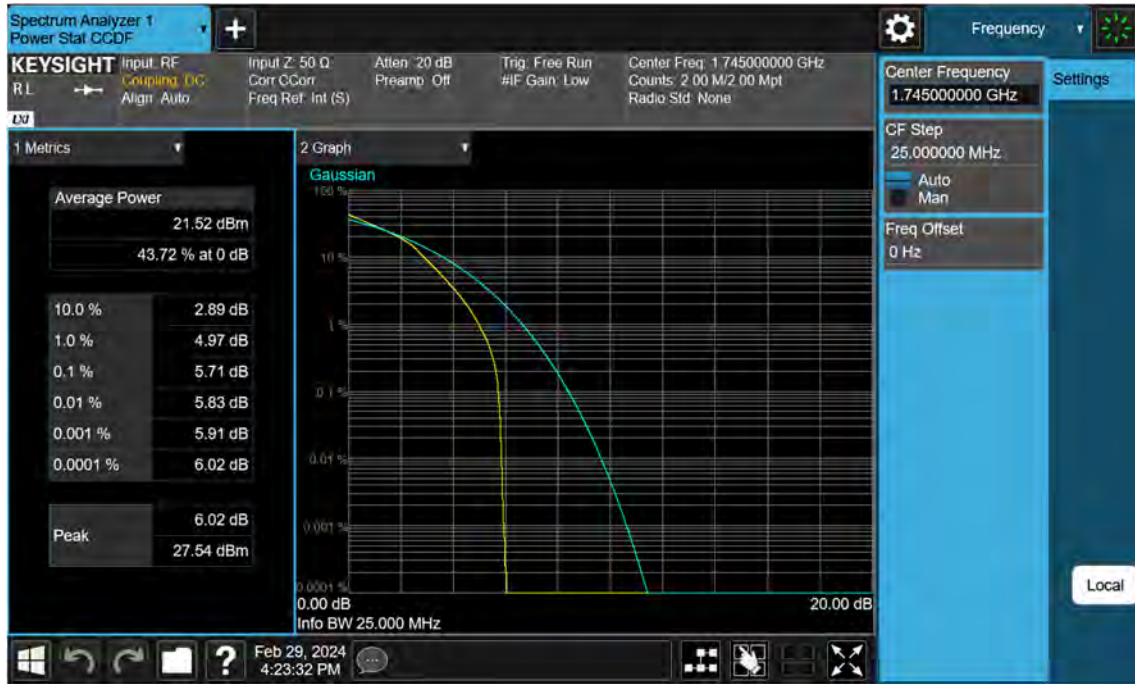 Spectrum Analyzer 1
Power Stat CCDF
+
Frequency
KEYSIGHT
RL
LXI
Input: RF
Coupling: DC
Align: Auto
Input Z: 50 Ω
Corr CCorr
Freq Ref: Int (S)
Atten: 20 dB
Preamp: Off
Trig: Free Run
#IF Gain: Low
Center Freq: 1.745000000 GHz
Counts: 2.00 M/2.00 Mpt
Radio Std: None
Center Frequency
1.745000000 GHz
Settings
CF Step
25.000000 MHz
Auto
Man
Freq Offset
0 Hz
1 Metrics
Average Power
21.52 dBm
43.72 % at 0 dB
10.0 % 2.89 dB
1.0 % 4.97 dB
0.1 % 5.71 dB
0.01 % 5.83 dB
0.001 % 5.91 dB
0.0001 % 6.02 dB
Peak 6.02 dB
27.54 dBm
2 Graph
Gaussian
100 %
10 %
1 %
0.1 %
0.01 %
0.001 %
0.0001 %
0.00 dB 20.00 dB
Info BW 25.000 MHz
Local
?
Feb 29, 2024
4:23:32 PM